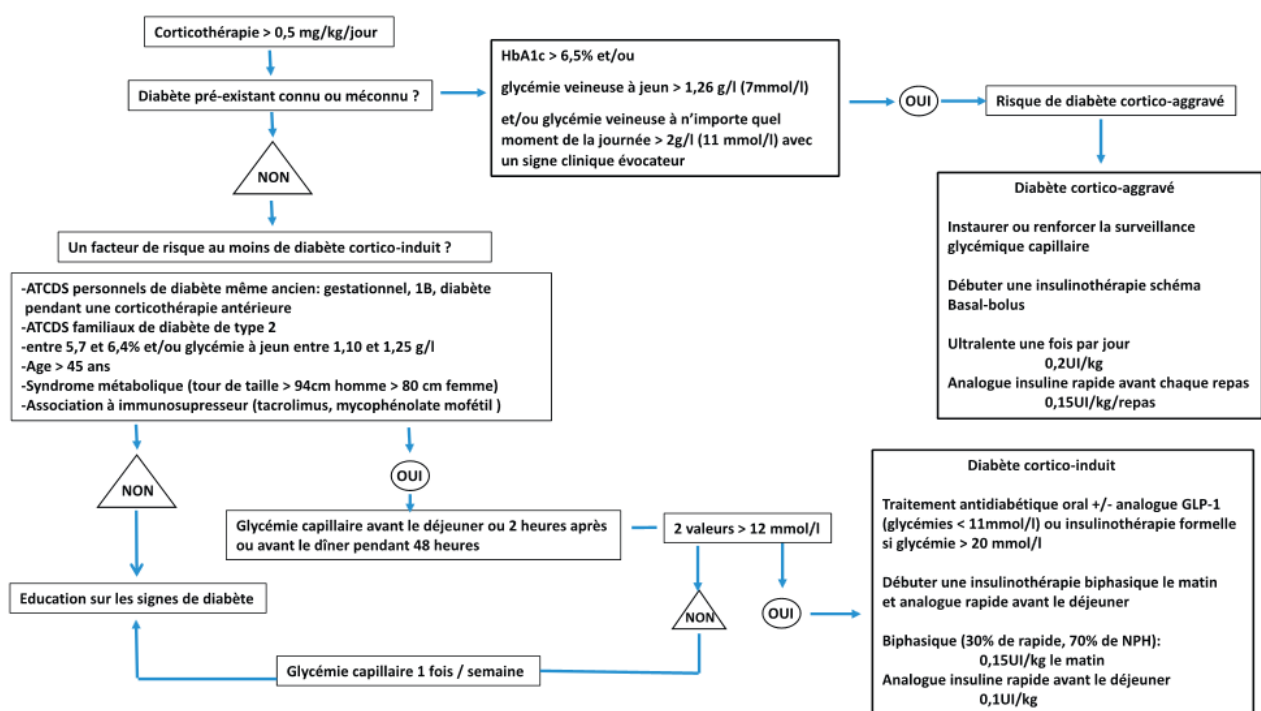 Corticothérapie > 0,5 mg/kg/jour
Diabète pré-existant connu ou méconnu ?
HbA1c > 6,5% et/ou
glycémie veineuse à jeun > 1,26 g/l (7mmol/l)
et/ou glycémie veineuse à n'importe quel
moment de la journée > 2g/l (11 mmol/l) avec
un signe clinique évocateur
OUI
Risque de diabète cortico-aggravé
Diabète cortico-aggravé
Instaurer ou renforcer la surveillance
glycémique capillaire
Débuter une insulinothérapie schéma
Basal-bolus
Ultralente une fois par jour
0,2UI/kg
Analogue insuline rapide avant chaque repas
0,15UI/kg/repas
NON
Un facteur de risque au moins de diabète cortico-induit ?
-ATCDS personnels de diabète même ancien: gestationnel, 1B, diabète
pendant une corticothérapie antérieure
-ATCDS familiaux de diabète de type 2
-entre 5,7 et 6,4% et/ou glycémie à jeun entre 1,10 et 1,25 g/l
-Age > 45 ans
-Syndrome métabolique (tour de taille > 94cm homme > 80 cm femme)
-Association à immunosupresseur (tacrolimus, mycophénolate mofétil )
NON
OUI
Glycémie capillaire avant le déjeuner ou 2 heures après
ou avant le dîner pendant 48 heures
2 valeurs > 12 mmol/l
NON
OUI
Education sur les signes de diabète
Glycémie capillaire 1 fois / semaine
Diabète cortico-induit
Traitement antidiabétique oral +/- analogue GLP-1
(glycémies < 11mmol/l) ou insulinothérapie formelle
si glycémie > 20 mmol/l
Débuter une insulinothérapie biphasique le matin
et analogue rapide avant le déjeuner
Biphasique (30% de rapide, 70% de NPH):
0,15UI/kg le matin
Analogue insuline rapide avant le déjeuner
0,1UI/kg